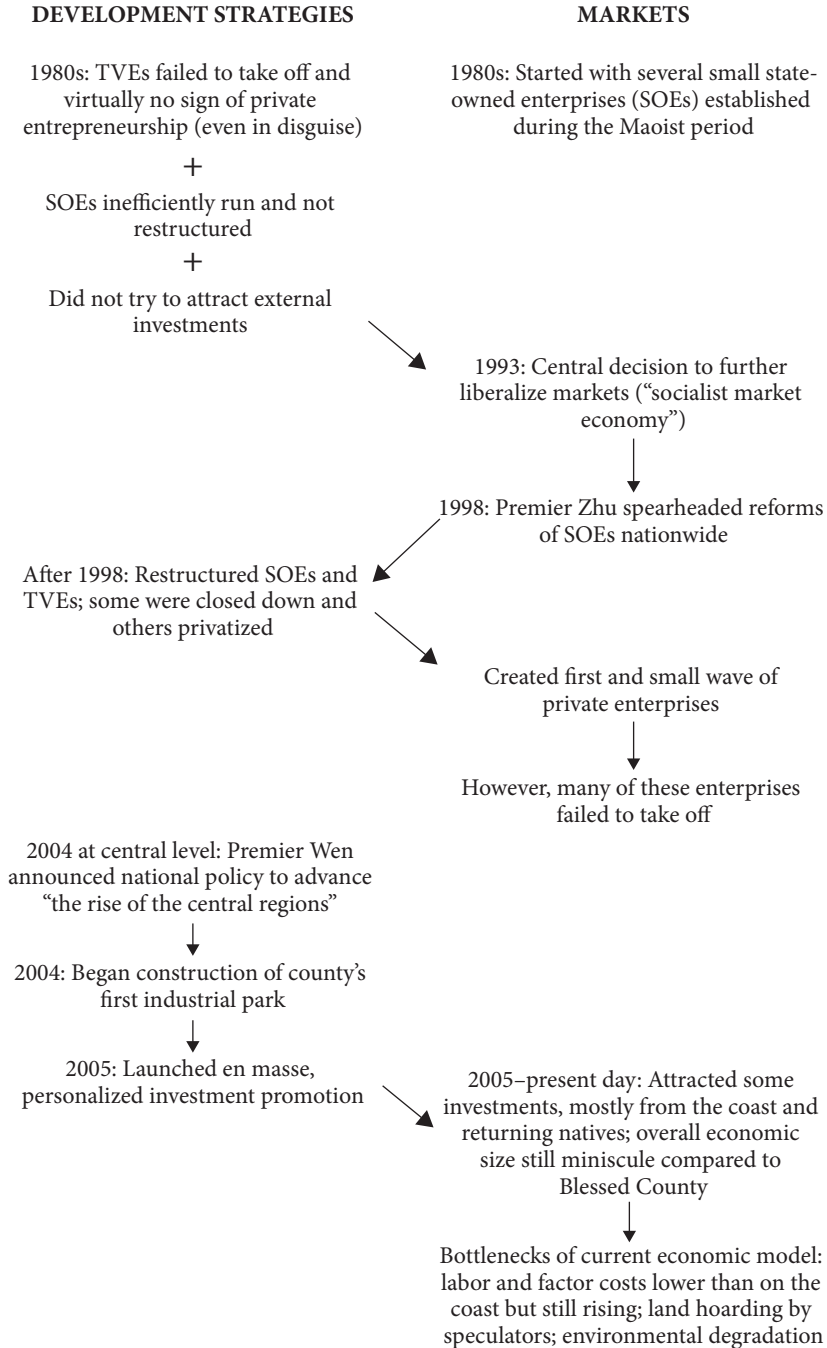 DEVELOPMENT STRATEGIES
MARKETS
1980s: TVEs failed to take off and
virtually no sign of private
entrepreneurship (even in disguise)
1980s: Started with several small state-
owned enterprises (SOEs) established
during the Maoist period
+
SOEs inefficiently run and not
restructured
+
Did not try to attract external
investments
1993: Central decision to further
liberalize markets (“socialist market
economy”)
1998: Premier Zhu spearheaded reforms
of SOEs nationwide
After 1998: Restructured SOEs and
TVEs; some were closed down and
others privatized
Created first and small wave of
private enterprises
However, many of these enterprises
failed to take off
2004 at central level: Premier Wen
announced national policy to advance
“the rise of the central regions”
2004: Began construction of county’s
first industrial park
2005: Launched en masse,
personalized investment promotion
2005–present day: Attracted some
investments, mostly from the coast and
returning natives; overall economic
size still miniscule compared to
Blessed County
Bottlenecks of current economic model:
labor and factor costs lower than on the
coast but still rising; land hoarding by
speculators; environmental degradation